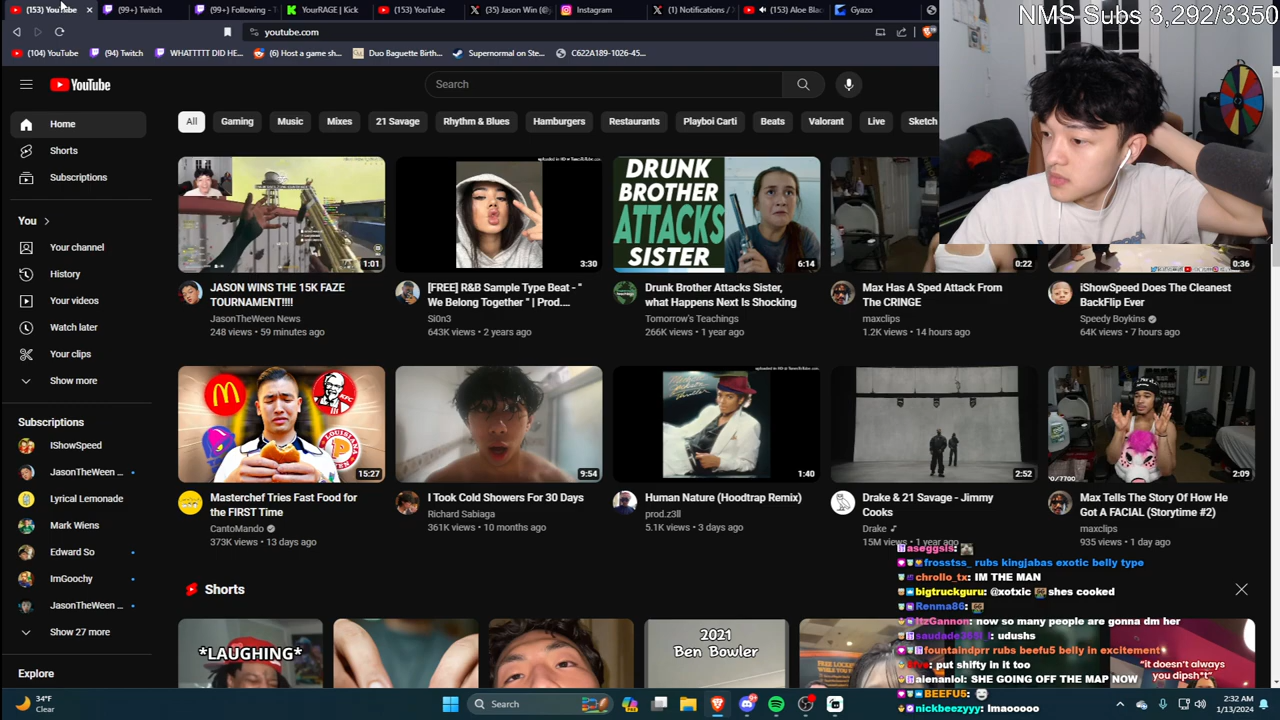 (153) YouTube
(99+) Twitch
(99+) Following -
YourRAGE | Kick
(153) YouTube
(35) Jason Win (@
Instagram
(1) Notifications /
(153) Aloe Blac
Gyazo
NMS Subs 3,292/3350
youtube.com
(104) YouTube
(94) Twitch
WHATTTTT DID HE...
(6) Host a game sh...
Duo Baguette Birth...
Supernormal on Ste...
C622A189-1026-45...
YouTube
Search
All
Gaming
Music
Mixes
21 Savage
Rhythm & Blues
Hamburgers
Restaurants
Playboi Carti
Beats
Valorant
Live
Sketch
Home
Shorts
Subscriptions
You
Your channel
History
Your videos
Watch later
Your clips
Show more
Subscriptions
IShowSpeed
JasonTheWeen ...
Lyrical Lemonade
Mark Wiens
Edward So
ImGoochy
JasonTheWeen ...
Show 27 more
Explore
1:01
JASON WINS THE 15K FAZE
TOURNAMENT!!!!
JasonTheWeen News
248 views • 59 minutes ago
3:30
[FREE] R&B Sample Type Beat - "
We Belong Together " | Prod....
Si0n3
643K views • 2 years ago
DRUNK
BROTHER
ATTACKS
SISTER
6:14
Drunk Brother Attacks Sister,
what Happens Next Is Shocking
Tomorrow's Teachings
266K views • 1 year ago
0:22
Max Has A Sped Attack From
The CRINGE
maxclips
1.2K views • 14 hours ago
0:36
iShowSpeed Does The Cleanest
BackFlip Ever
Speedy Boykins
64K views • 7 hours ago
KFC
LOUISIANA
15:27
Masterchef Tries Fast Food for
the FIRST Time
CantoMando
373K views • 13 days ago
9:54
I Took Cold Showers For 30 Days
Richard Sabiaga
361K views • 10 months ago
1:40
Human Nature (Hoodtrap Remix)
prod.z3ll
5.1K views • 3 days ago
2:52
Drake & 21 Savage - Jimmy
Cooks
Drake
15M views • 1 year ago
2:09
Max Tells The Story Of How He
Got A FACIAL (Storytime #2)
maxclips
935 views • 1 day ago
Shorts
*LAUGHING*
2021
Ben Bowler
"it doesn't always
you dipsh*t"
aseggsis:
frosstss_ rubs kingjabas exotic belly type
chrollo_tx: IM THE MAN
bigtruckguru: @xotxic shes cooked
Renma86:
ItzGannon: now so many people are gonna dm her
udushs
fountaindprr rubs beefu5 belly in excitement
put shifty in it too
alenanlol: SHE GOING OFF THE MAP NOW
BEEFU5:
nickbeezyyy: lmaooooo
34°F
Clear
Search
2:32 AM
1/13/2024